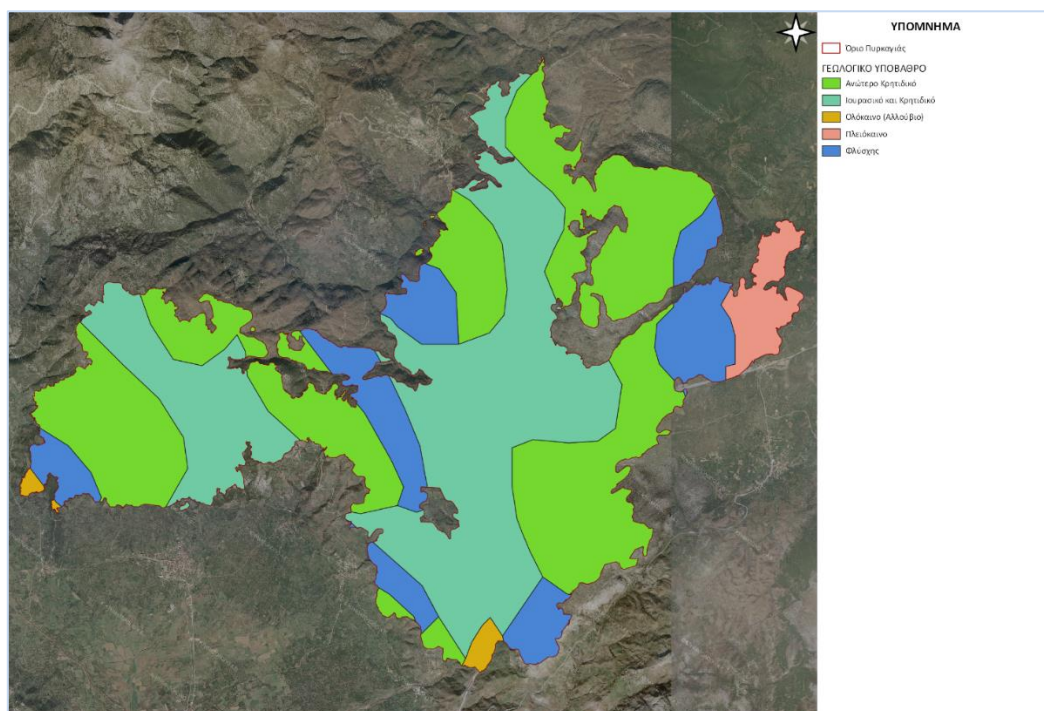 ΥΠΟΜΝΗΜΑ
Όριο Πυρκαγιάς
ΓΕΩΛΟΓΙΚΟ ΥΠΟΒΑΘΡΟ
Ανώτερο Κρητιδικό
Ιουρασικό και Κρητιδικό
Ολόκαινο (Αλλούβιο)
Πλειόκαινο
Φλύσχης